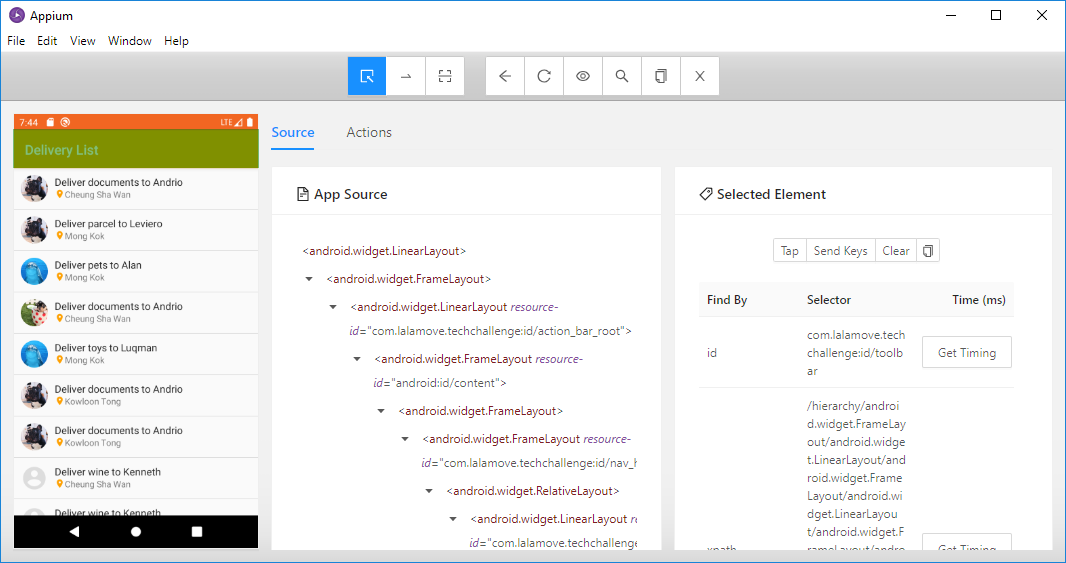 Appium
File Edit View Window Help
7:44 LTE
Delivery List
Deliver documents to Andrio
Cheung Sha Wan
Deliver parcel to Leviero
Mong Kok
Deliver pets to Alan
Mong Kok
Deliver documents to Andrio
Cheung Sha Wan
Deliver toys to Luqman
Mong Kok
Deliver documents to Andrio
Kowloon Tong
Deliver documents to Andrio
Kowloon Tong
Deliver wine to Kenneth
Cheung Sha Wan
Deliver wine to Kenneth
Source Actions
App Source
<android.widget.LinearLayout>
<android.widget.FrameLayout>
<android.widget.LinearLayout resource-
id="com.lalamove.techchallenge:id/action_bar_root">
<android.widget.FrameLayout resource-
id="android:id/content">
<android.widget.FrameLayout>
<android.widget.FrameLayout resource-
id="com.lalamove.techchallenge:id/nav_h
<android.widget.RelativeLayout>
<android.widget.LinearLayout re
id="com.lalamove.techchallenge
Selected Element
Tap Send Keys Clear
Find By Selector Time (ms)
id
com.lalamove.tech
challenge:id/toolb
ar
Get Timing
/hierarchy/androi
d.widget.FrameLay
out/android.widge
t.LinearLayout/and
roid.widget.Frame
Layout/android.wi
dget.LinearLayou
t/android.widget.F
rameLayout/andro
xpath
Get Timing